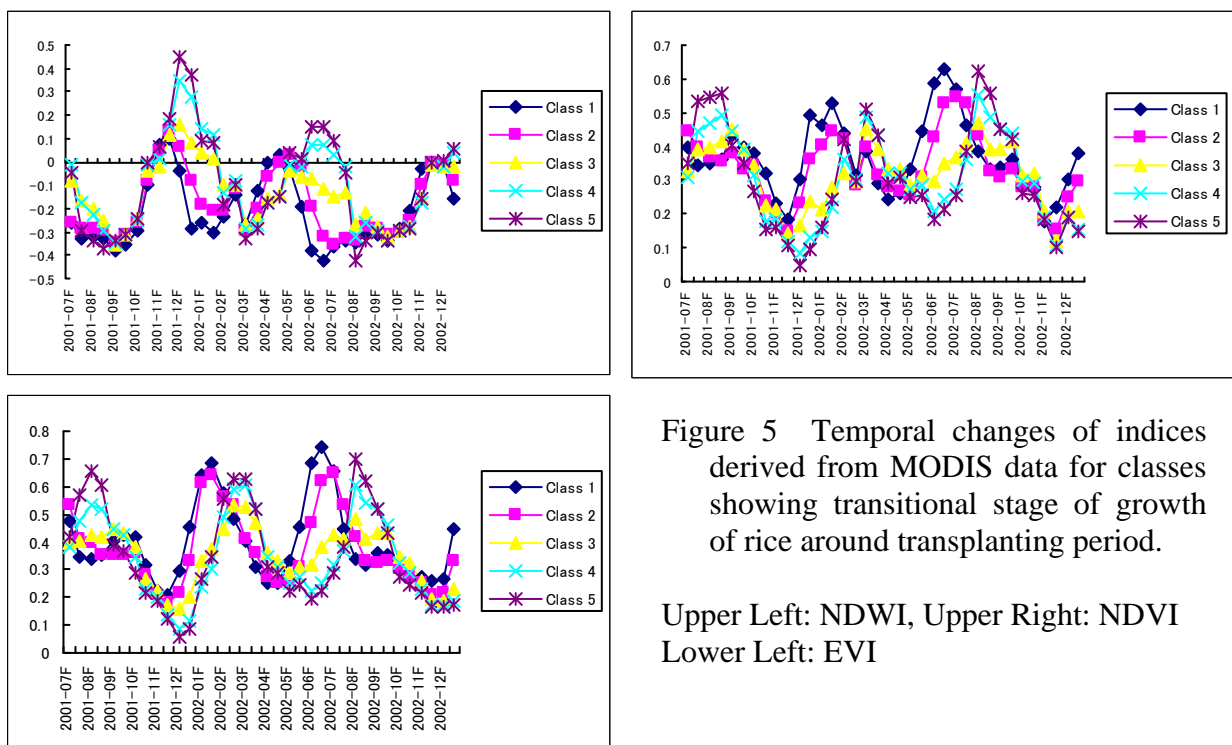 0.5
0.4
0.3
0.2
0.1
0
-0.1
-0.2
-0.3
-0.4
-0.5
2001-07F
2001-08F
2001-09F
2001-10F
2001-11F
2001-12F
2002-01F
2002-02F
2002-03F
2002-04F
2002-05F
2002-06F
2002-07F
2002-08F
2002-09F
2002-10F
2002-11F
2002-12F
Class 1
Class 2
Class 3
Class 4
Class 5
0.7
0.6
0.5
0.4
0.3
0.2
0.1
0
2001-07F
2001-08F
2001-09F
2001-10F
2001-11F
2001-12F
2002-01F
2002-02F
2002-03F
2002-04F
2002-05F
2002-06F
2002-07F
2002-08F
2002-09F
2002-10F
2002-11F
2002-12F
Class 1
Class 2
Class 3
Class 4
Class 5
0.8
0.7
0.6
0.5
0.4
0.3
0.2
0.1
0
2001-07F
2001-08F
2001-09F
2001-10F
2001-11F
2001-12F
2002-01F
2002-02F
2002-03F
2002-04F
2002-05F
2002-06F
2002-07F
2002-08F
2002-09F
2002-10F
2002-11F
2002-12F
Class 1
Class 2
Class 3
Class 4
Class 5
Figure 5 Temporal changes of indices
derived from MODIS data for classes
showing transitional stage of growth
of rice around transplanting period.
Upper Left: NDWI, Upper Right: NDVI
Lower Left: EVI